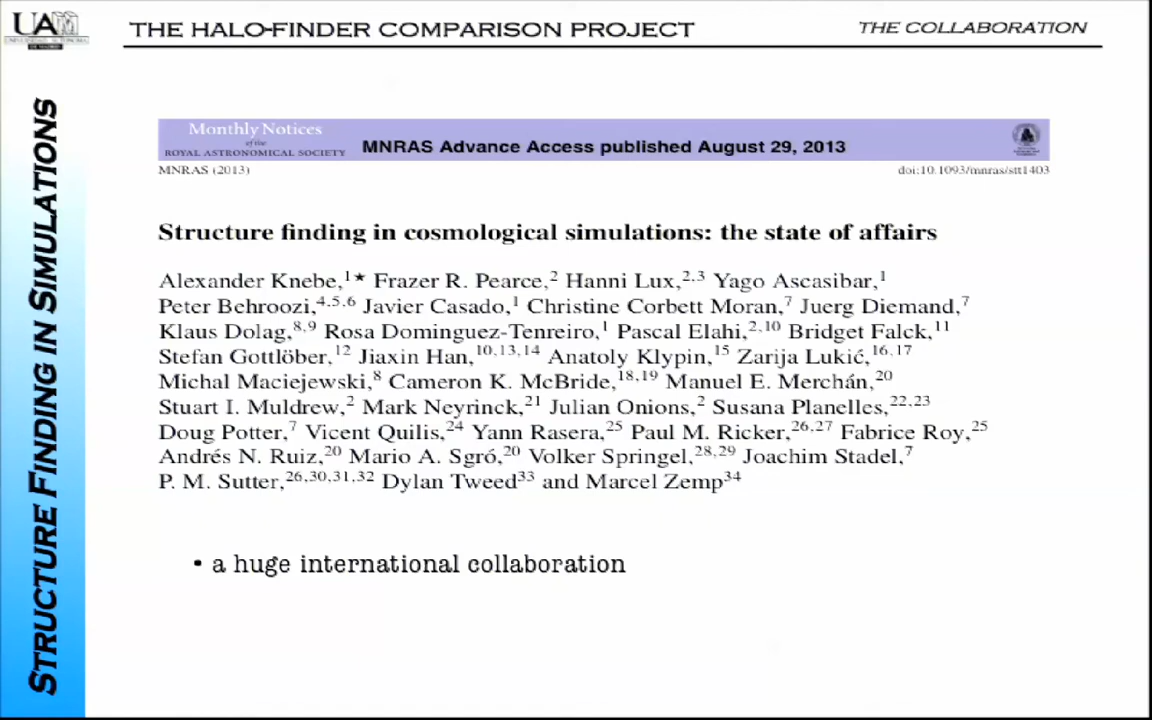 UAM
THE HALO-FINDER COMPARISON PROJECT
THE COLLABORATION
STRUCTURE FINDING IN SIMULATIONS
Monthly Notices
of the
ROYAL ASTRONOMICAL SOCIETY
MNRAS Advance Access published August 29, 2013
MNRAS (2013)
doi:10.1093/mnras/stt1403
Structure finding in cosmological simulations: the state of affairs
Alexander Knebe,1★ Frazer R. Pearce,2 Hanni Lux,2,3 Yago Ascasibar,1
Peter Behroozi,4,5,6 Javier Casado,1 Christine Corbett Moran,7 Juerg Diemand,7
Klaus Dolag,8,9 Rosa Dominguez-Tenreiro,1 Pascal Elahi,2,10 Bridget Falck,11
Stefan Gottlöber,12 Jiaxin Han,10,13,14 Anatoly Klypin,15 Zarija Lukić,16,17
Michal Maciejewski,8 Cameron K. McBride,18,19 Manuel E. Merchán,20
Stuart I. Muldrew,2 Mark Neyrinck,21 Julian Onions,2 Susana Planelles,22,23
Doug Potter,7 Vicent Quilis,24 Yann Rasera,25 Paul M. Ricker,26,27 Fabrice Roy,25
Andrés N. Ruiz,20 Mario A. Sgró,20 Volker Springel,28,29 Joachim Stadel,7
P. M. Sutter,26,30,31,32 Dylan Tweed33 and Marcel Zemp34
• a huge international collaboration